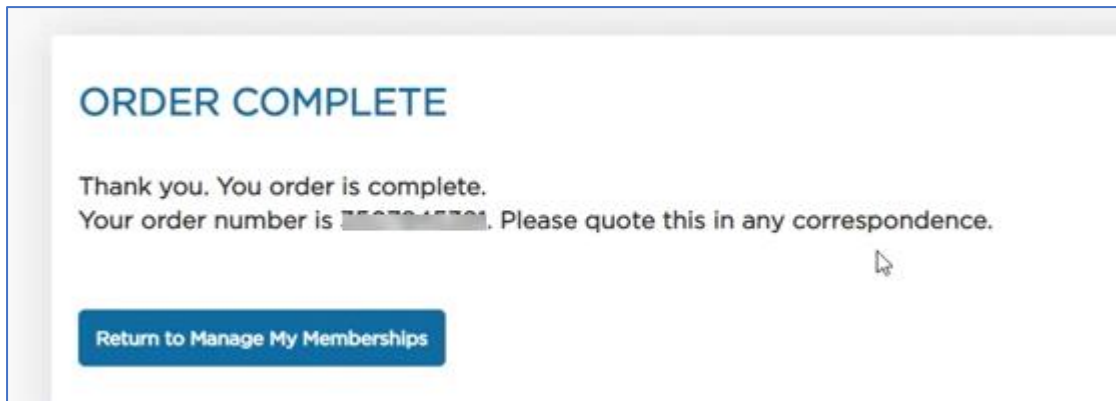 ORDER COMPLETE
Thank you. You order is complete.
Your order number is . Please quote this in any correspondence.
Return to Manage My Memberships